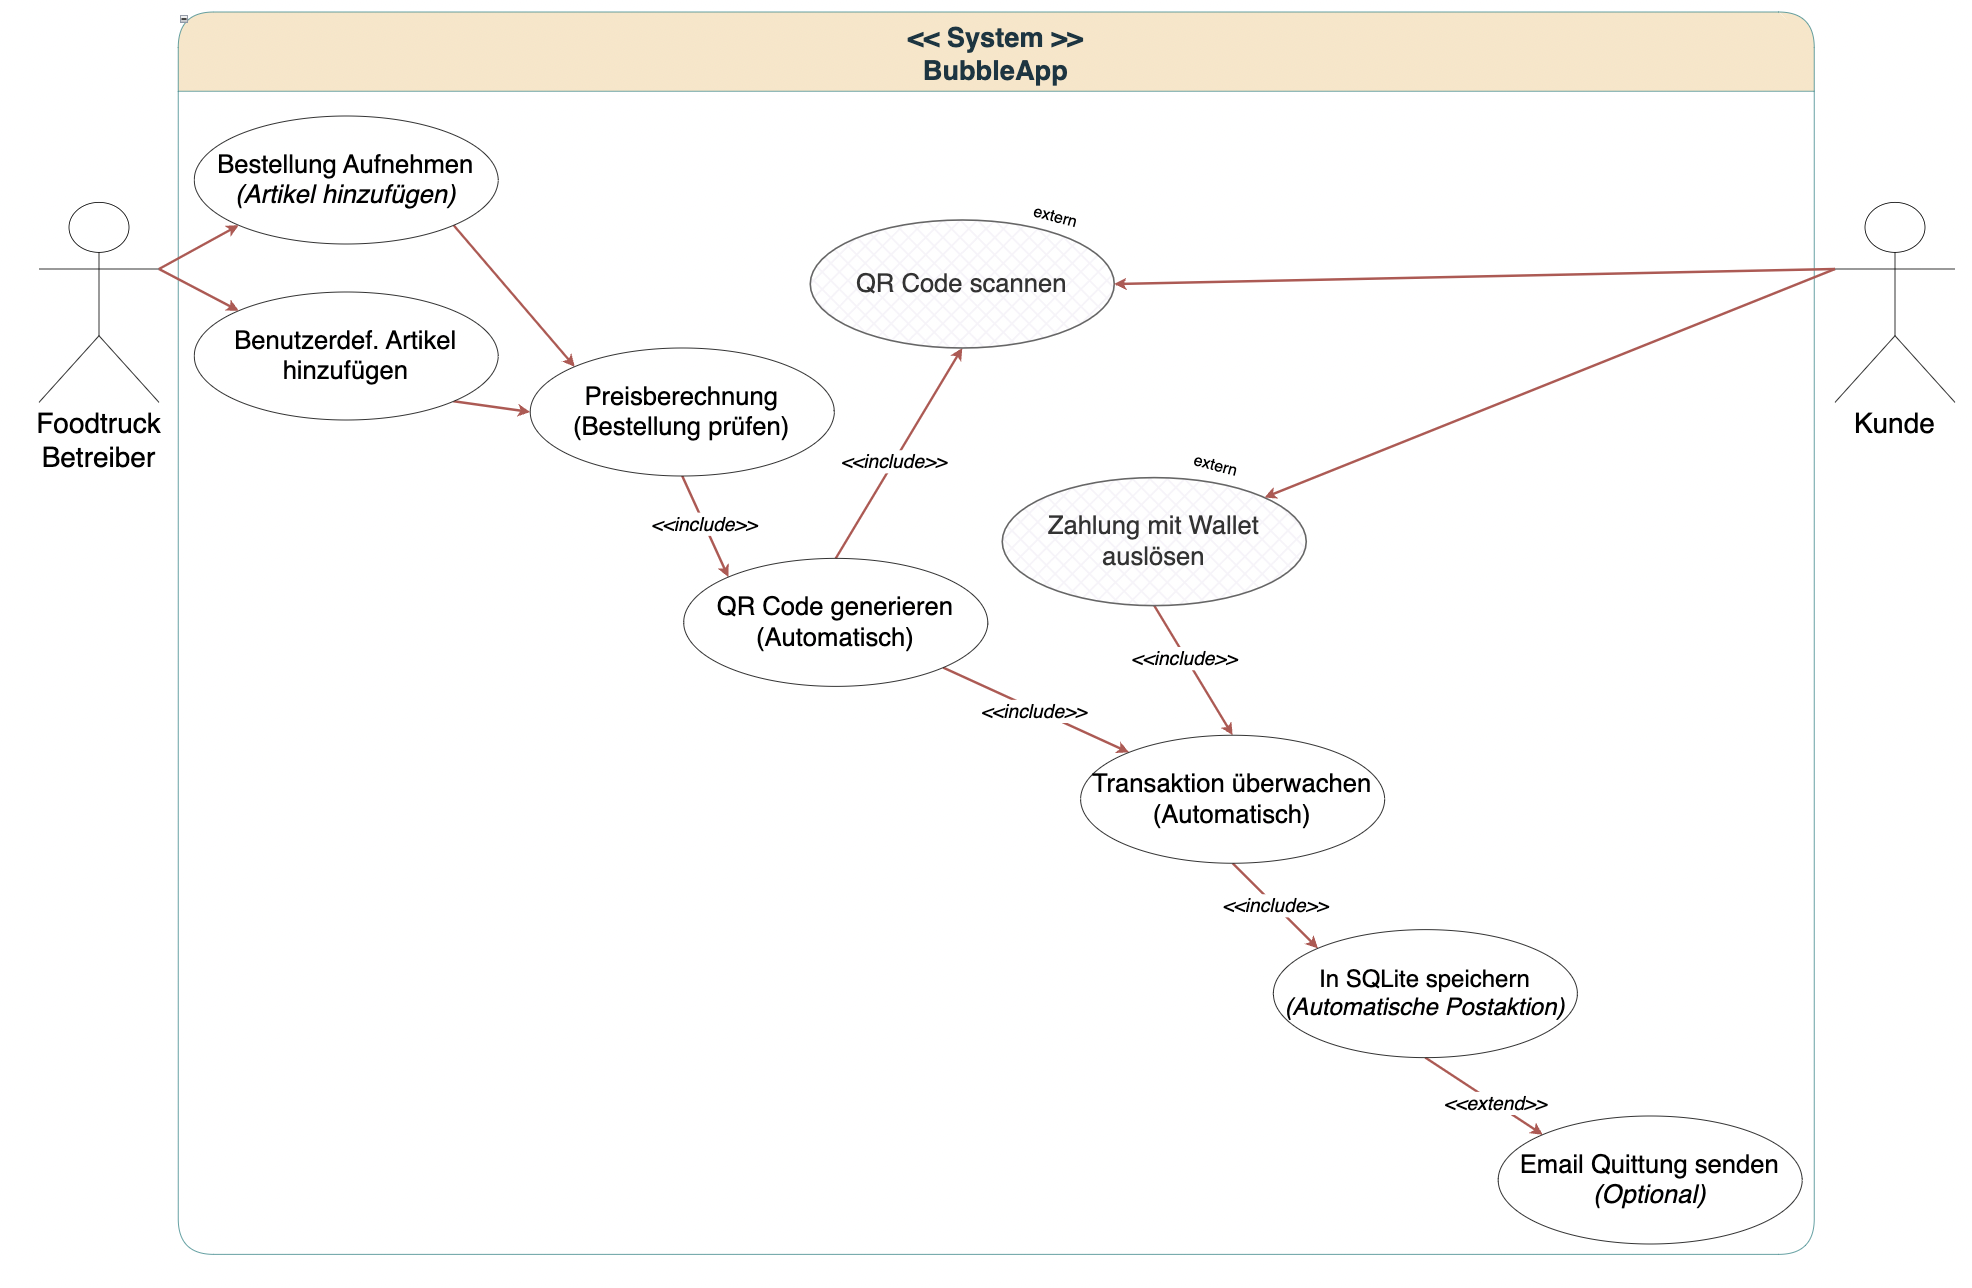 << System >>
BubbleApp
Bestellung Aufnehmen
(Artikel hinzufügen)
extern
QR Code scannen
Benutzerdef. Artikel
hinzufügen
Foodtruck
Betreiber
Kunde
Preisberechnung
(Bestellung prüfen)
<<include>>
extern
<<include>>
Zahlung mit Wallet
auslösen
QR Code generieren
(Automatisch)
<<include>>
<<include>>
Transaktion überwachen
(Automatisch)
<<include>>
In SQLite speichern
(Automatische Postaktion)
<<extend>>
Email Quittung senden
(Optional)